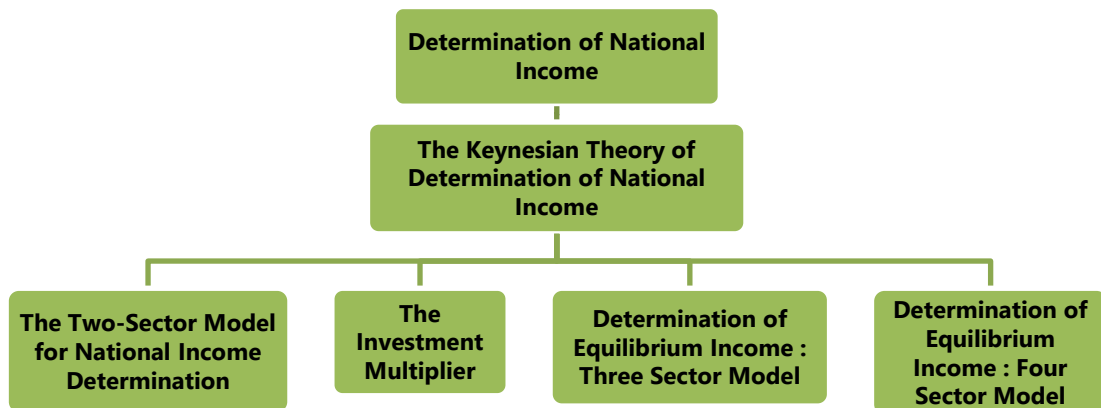 Determination of National
Income
The Keynesian Theory of
Determination of National
Income
The Two-Sector Model
for National Income
Determination
The
Investment
Multiplier
Determination of
Equilibrium Income :
Three Sector Model
Determination of
Equilibrium
Income : Four
Sector Model